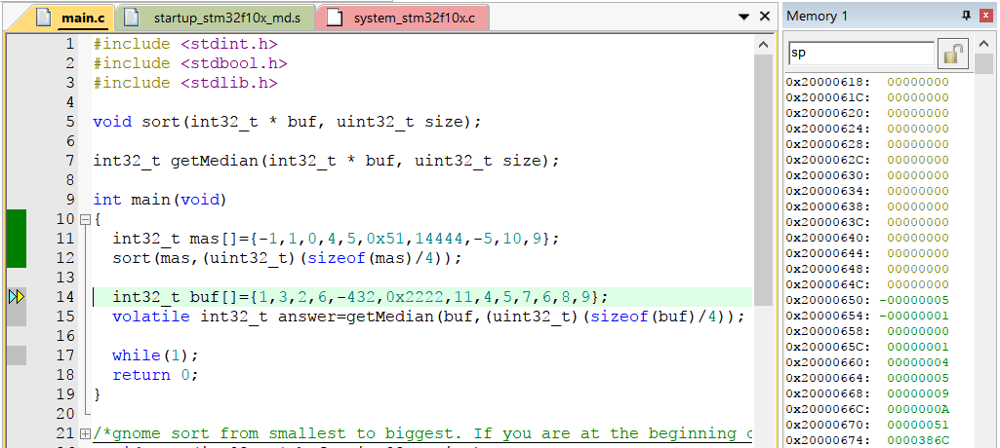 main.c startup_stm32f10x_md.s system_stm32f10x.c
1 #include <stdint.h>
2 #include <stdbool.h>
3 #include <stdlib.h>
4
5 void sort(int32_t * buf, uint32_t size);
6
7 int32_t getMedian(int32_t * buf, uint32_t size);
8
9 int main(void)
10 {
11 int32_t mas[]={-1,1,0,4,5,0x51,14444,-5,10,9};
12 sort(mas,(uint32_t)(sizeof(mas)/4));
13
14 int32_t buf[]={1,3,2,6,-432,0x2222,11,4,5,7,6,8,9};
15 volatile int32_t answer=getMedian(buf,(uint32_t)(sizeof(buf)/4));
16
17 while(1);
18 return 0;
19 }
20
21 /*gnome sort from smallest to biggest. If you are at the beginning
Memory 1
sp
0x20000618: 00000000
0x2000061C: 00000000
0x20000620: 00000000
0x20000624: 00000000
0x20000628: 00000000
0x2000062C: 00000000
0x20000630: 00000000
0x20000634: 00000000
0x20000638: 00000000
0x2000063C: 00000000
0x20000640: 00000000
0x20000644: 00000000
0x20000648: 00000000
0x2000064C: 00000000
0x20000650: -00000005
0x20000654: -00000001
0x20000658: 00000000
0x2000065C: 00000001
0x20000660: 00000004
0x20000664: 00000005
0x20000668: 00000009
0x2000066C: 0000000A
0x20000670: 00000051
0x20000674: 0000386C